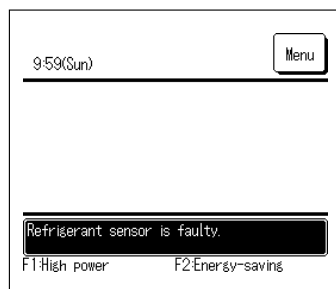 9:59(Sun)
Menu
Refrigerant sensor is faulty.
F1:High power F2:Energy-saving